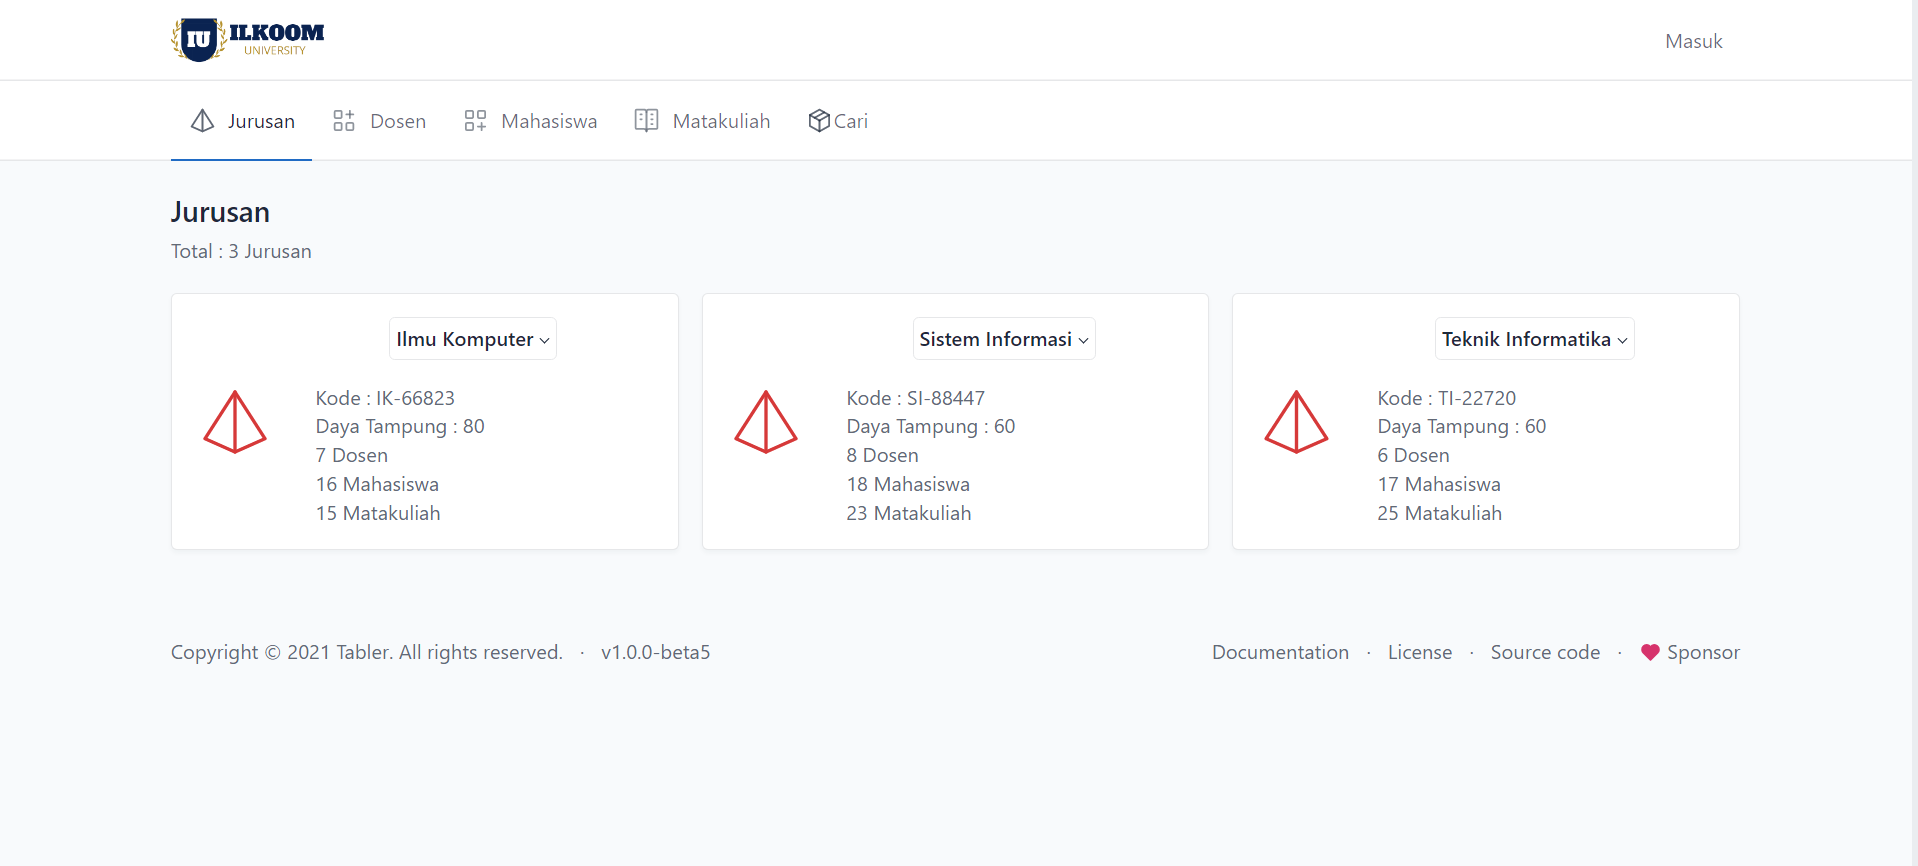 IU ILKOOM
UNIVERSITY
Masuk
Jurusan Dosen Mahasiswa Matakuliah Cari
Jurusan
Total : 3 Jurusan
Ilmu Komputer
Kode : IK-66823
Daya Tampung : 80
7 Dosen
16 Mahasiswa
15 Matakuliah
Sistem Informasi
Kode : SI-88447
Daya Tampung : 60
8 Dosen
18 Mahasiswa
23 Matakuliah
Teknik Informatika
Kode : TI-22720
Daya Tampung : 60
6 Dosen
17 Mahasiswa
25 Matakuliah
Copyright © 2021 Tabler. All rights reserved. · v1.0.0-beta5
Documentation · License · Source code · Sponsor